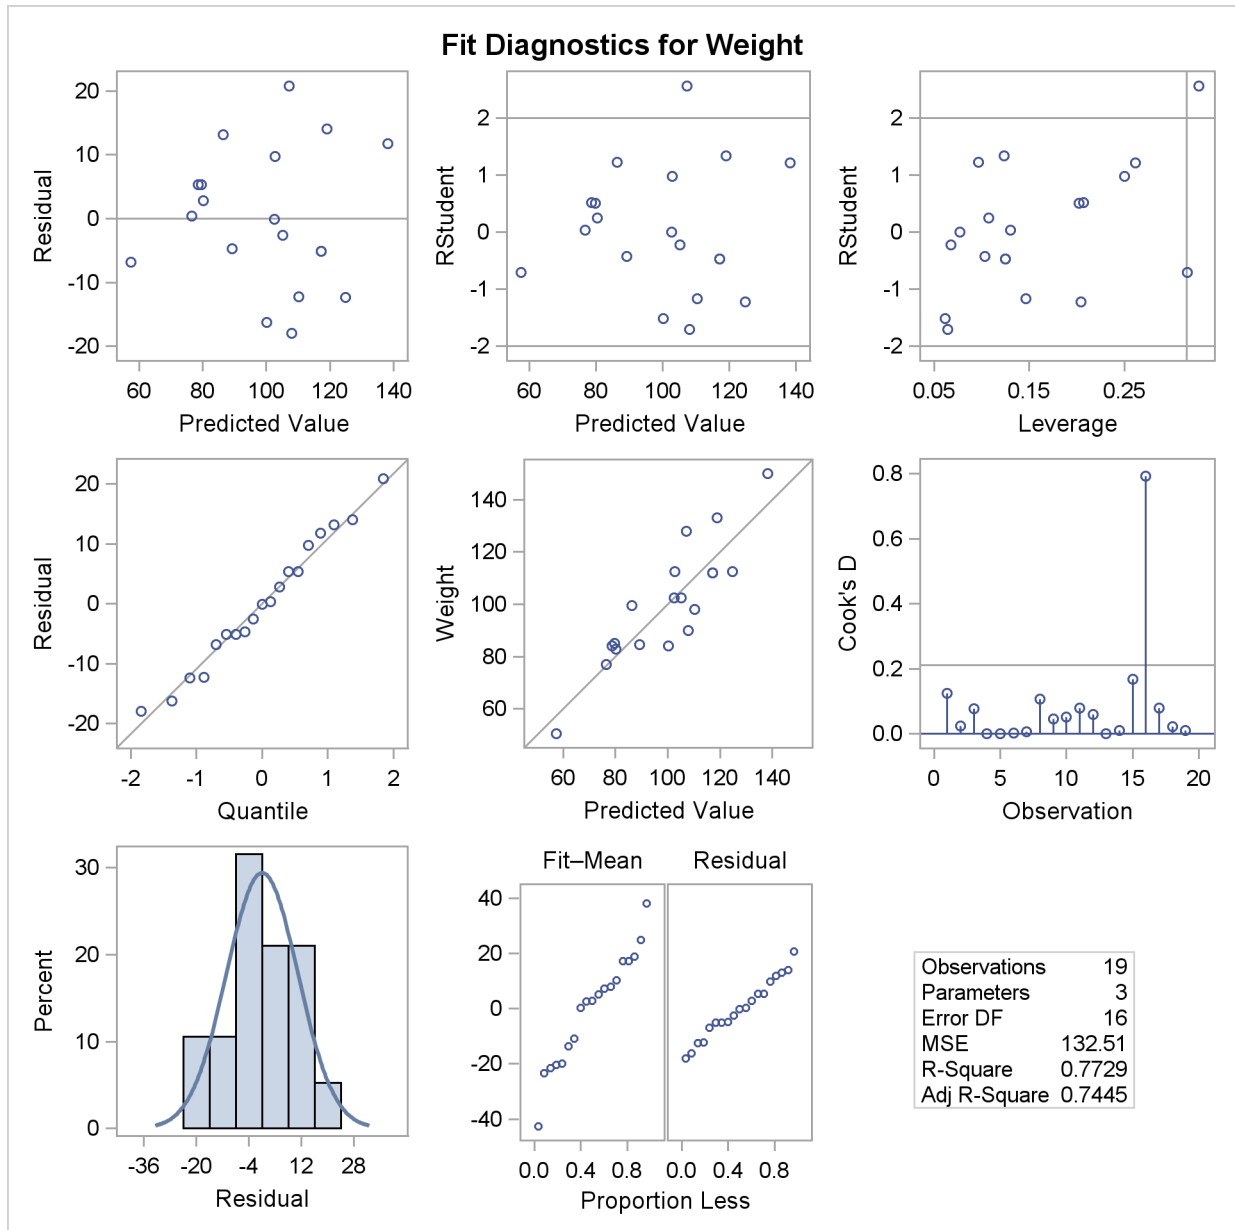 Fit Diagnostics for Weight
20
10
0
-10
-20
Residual
60 80 100 120 140
Predicted Value
2
1
0
-1
-2
RStudent
60 80 100 120 140
Predicted Value
2
1
0
-1
-2
RStudent
0.05 0.15 0.25
Leverage
20
10
0
-10
-20
Residual
-2 -1 0 1 2
Quantile
140
120
100
80
60
Weight
60 80 100 120 140
Predicted Value
0.8
0.6
0.4
0.2
0.0
Cook's D
0 5 10 15 20
Observation
30
20
10
0
Percent
-36 -20 -4 12 28
Residual
Fit–Mean Residual
40
20
0
-20
-40
0.0 0.4 0.8 0.0 0.4 0.8
Proportion Less
Observations 19
Parameters 3
Error DF 16
MSE 132.51
R-Square 0.7729
Adj R-Square 0.7445